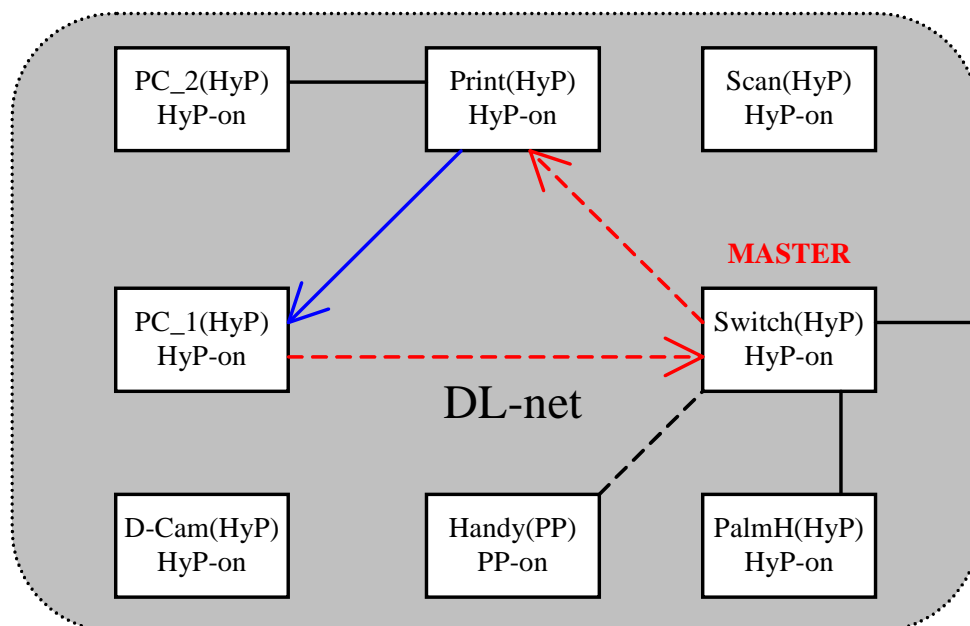 PC_2(HyP)
HyP-on
Print(HyP)
HyP-on
Scan(HyP)
HyP-on
MASTER
PC_1(HyP)
HyP-on
Switch(HyP)
HyP-on
DL-net
D-Cam(HyP)
HyP-on
Handy(PP)
PP-on
PalmH(HyP)
HyP-on